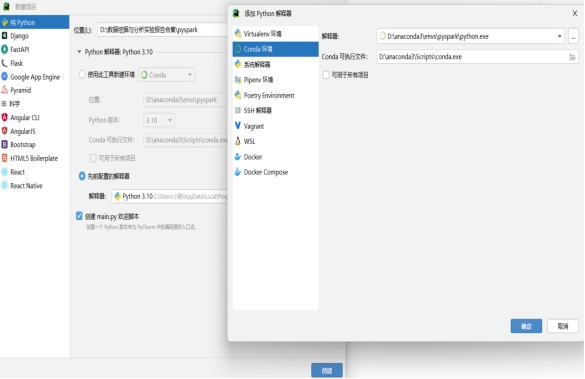 新建项目
纯 Python
Django
FastAPI
Flask
Google App Engine
Pyramid
科学
Angular CLI
AngularJS
Bootstrap
HTML5 Boilerplate
React
React Native
位置(L): D:\数据挖掘与分析实验报告合集\pyspark
Python 解释器: Python 3.10
使用此工具新建环境 Conda
位置: D:\anaconda3\envs\pyspark
Python 版本: 3.10
Conda 可执行文件: D:\anaconda3\Scripts\conda.ex
可用于所有项目
先前配置的解释器
解释器: Python 3.10 C:\Users\小新\AppData\Local\Prog
创建 main.py 欢迎脚本
创建一个 Python 脚本来为 PyCharm 中的编码提供入口点。
创建
添加 Python 解释器
Virtualenv 环境
Conda 环境
系统解释器
Pipenv 环境
Poetry Environment
SSH 解释器
Vagrant
WSL
Docker
Docker Compose
解释器: D:\anaconda3\envs\pyspark\python.exe
...
Conda 可执行文件: D:\anaconda3\Scripts\conda.exe
可用于所有项目
确定
取消